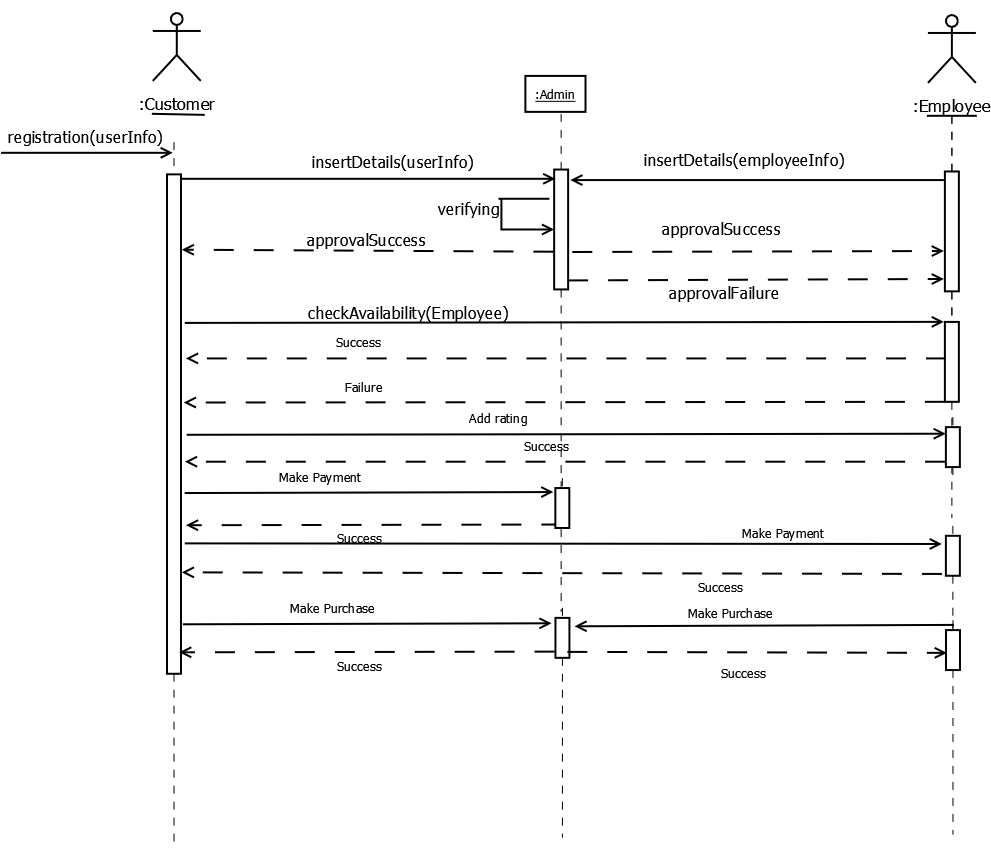 :Customer
:Admin
:Employee
registration(userInfo)
insertDetails(userInfo)
insertDetails(employeeInfo)
verifying
approvalSuccess
approvalSuccess
approvalFailure
checkAvailability(Employee)
Success
Failure
Add rating
Success
Make Payment
Success
Make Payment
Success
Make Purchase
Make Purchase
Success
Success